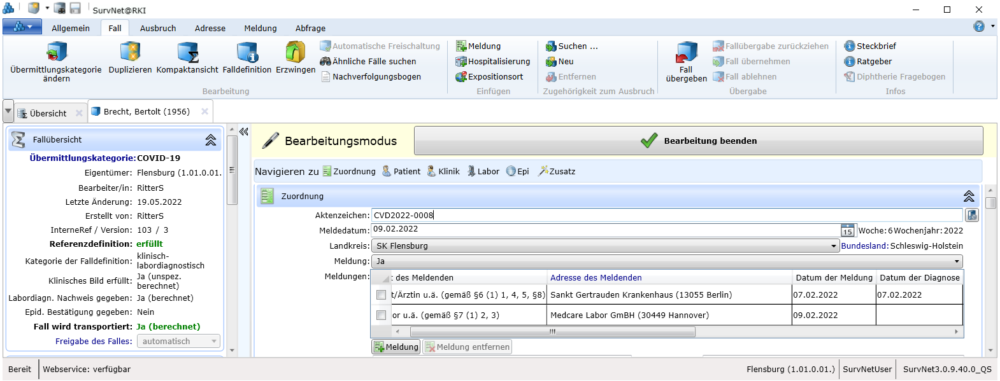 SurvNet@RKI
Allgemein Fall Ausbruch Adresse Meldung Abfrage
Übermittlungskategorie ändern
Duplizieren
Kompaktansicht
Falldefinition
Erzwingen
Automatische Freischaltung
Ähnliche Fälle suchen
Nachverfolgungsbogen
Bearbeitung
Meldung
Hospitalisierung
Expositionsort
Einfügen
Suchen ...
Neu
Entfernen
Zugehörigkeit zum Ausbruch
Fall übergeben
Fallübergabe zurückziehen
Fall übernehmen
Fall ablehnen
Übergabe
Steckbrief
Ratgeber
Diphtherie Fragebogen
Infos
Übersicht
Brecht, Bertolt (1956)
Fallübersicht
Übermittlungskategorie: COVID-19
Eigentümer: Flensburg (1.01.0.01.
Bearbeiter/in: RitterS
Letzte Änderung: 19.05.2022
Erstellt von: RitterS
InterneRef / Version: 103 / 3
Referenzdefinition: erfüllt
Kategorie der Falldefinition: klinisch-
labordiagnostisch
Klinisches Bild erfüllt: Ja (unspez.
berechnet)
Labordiagn. Nachweis gegeben: Ja (berechnet)
Epid. Bestätigung gegeben: Nein
Fall wird transportiert: Ja (berechnet)
Freigabe des Falles: automatisch
Bearbeitungsmodus
Bearbeitung beenden
Navigieren zu Zuordnung Patient Klinik Labor Epi Zusatz
Zuordnung
Aktenzeichen: CVD2022-0008
Meldedatum: 09.02.2022 15 Woche: 6 Wochenjahr: 2022
Landkreis: SK Flensburg Bundesland: Schleswig-Holstein
Meldung: Ja
Meldungen: : des Meldenden Adresse des Meldenden Datum der Meldung Datum der Diagnose
t/Ärztin u.ä. (gemäß §6 (1) 1, 4, 5, §8) Sankt Gertrauden Krankenhaus (13055 Berlin) 07.02.2022 07.02.2022
or u.ä. (gemäß §7 (1) 2, 3) Medcare Labor GmBH (30449 Hannover) 09.02.2022
Meldung Meldung entfernen
Bereit Webservice: verfügbar Flensburg (1.01.0.01.) SurvNetUser SurvNet3.0.9.40.0_QS